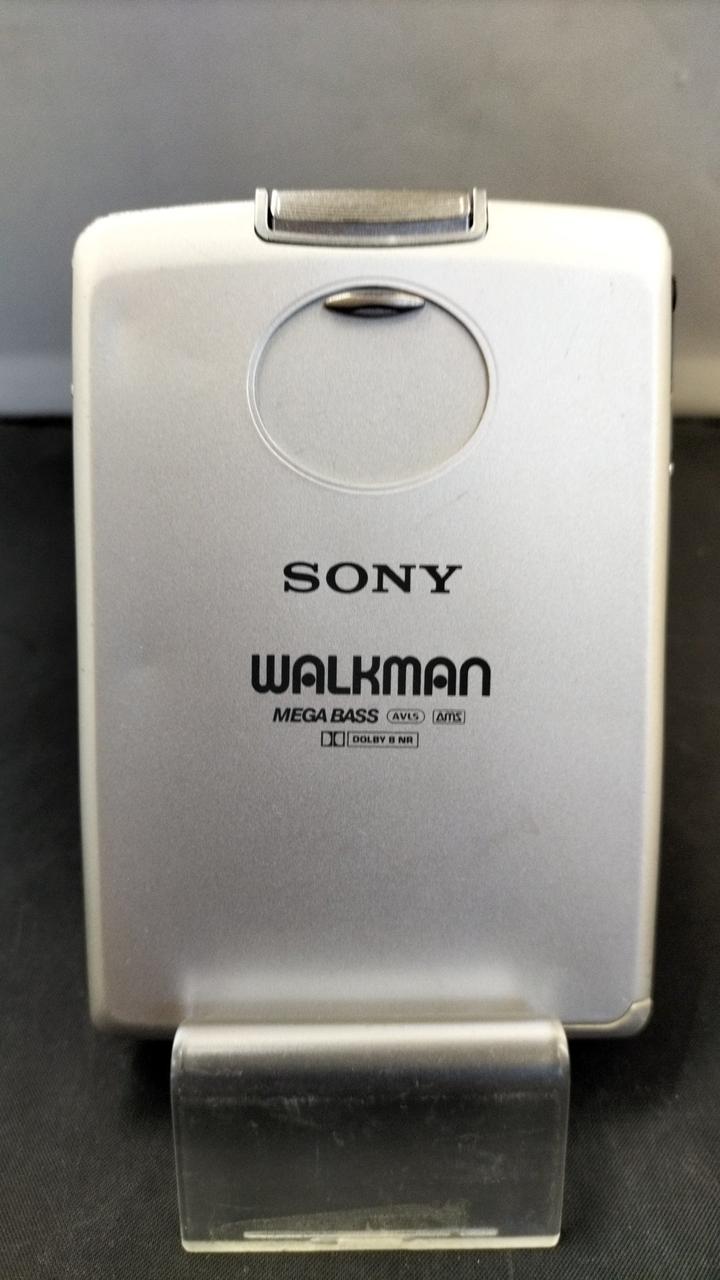 SONY
WALKMAN
MEGA BASS AVLS AMS
DOLBY B NR